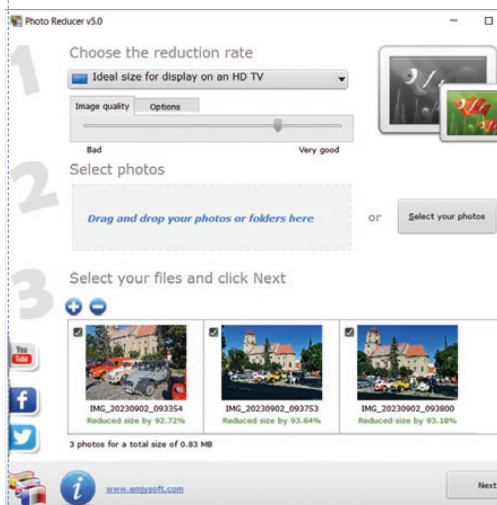 Photo Reducer v5.0
1
Choose the reduction rate
Ideal size for display on an HD TV
Image quality Options
Bad Very good
2
Select photos
Drag and drop your photos or folders here or Select your photos
3
Select your files and click Next
You
Tube
IMG_20230902_093354 IMG_20230902_093753 IMG_20230902_093800
Reduced size by 92.72% Reduced size by 93.64% Reduced size by 93.18%
3 photos for a total size of 0.83 MB
f
i www.emjysoft.com Next